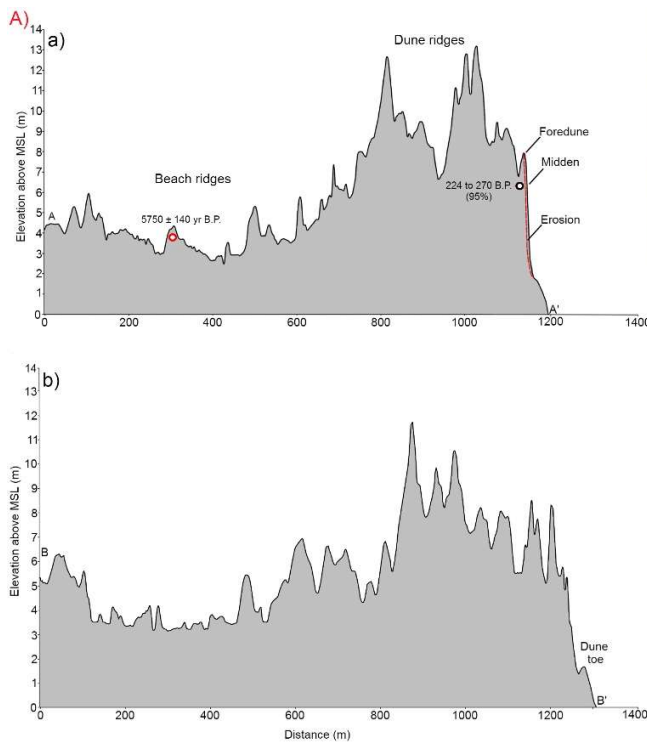 A)
a)
Elevation above MSL (m)
14
13
12
11
10
9
8
7
6
5
4
3
2
1
0
Dune ridges
Beach ridges
A
5750 ± 140 yr B.P.
Foredune
Midden
224 to 270 B.P.
(95%)
Erosion
A'
0
200
400
600
800
1000
1200
1400
b)
Elevation above MSL (m)
14
13
12
11
10
9
8
7
6
5
4
3
2
1
0
B
Dune
toe
B'
0
200
400
600
800
1000
1200
1400
Distance (m)